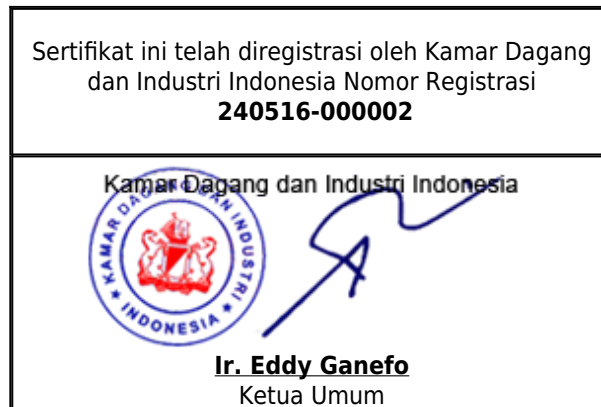 Sertifikat ini telah diregistrasi oleh Kamar Dagang
dan Industri Indonesia Nomor Registrasi
240516-000002
Kamar Dagang dan Industri Indonesia
KAMAR DAGANG DAN INDUSTRI
★ INDONESIA ★
Ir. Eddy Ganefo
Ketua Umum